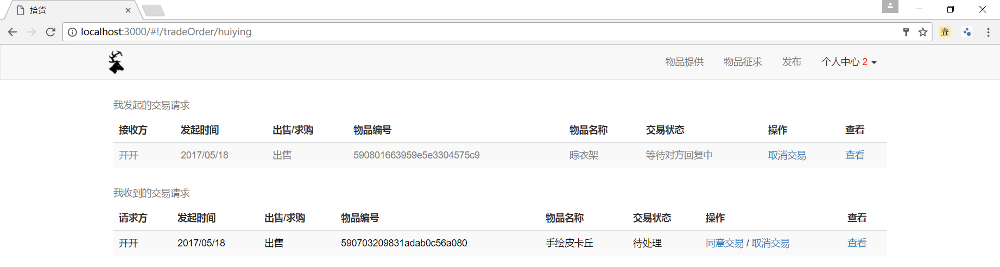 拾货
localhost:3000/#!/tradeOrder/huiying
查
物品提供 物品征求 发布 个人中心 2
我发起的交易请求
接收方 发起时间 出售/求购 物品编号 物品名称 交易状态 操作 查看
开开 2017/05/18 出售 590801663959e5e3304575c9 晾衣架 等待对方回复中 取消交易 查看
我收到的交易请求
请求方 发起时间 出售/求购 物品编号 物品名称 交易状态 操作 查看
开开 2017/05/18 出售 590703209831adab0c56a080 手绘皮卡丘 待处理 同意交易 / 取消交易 查看